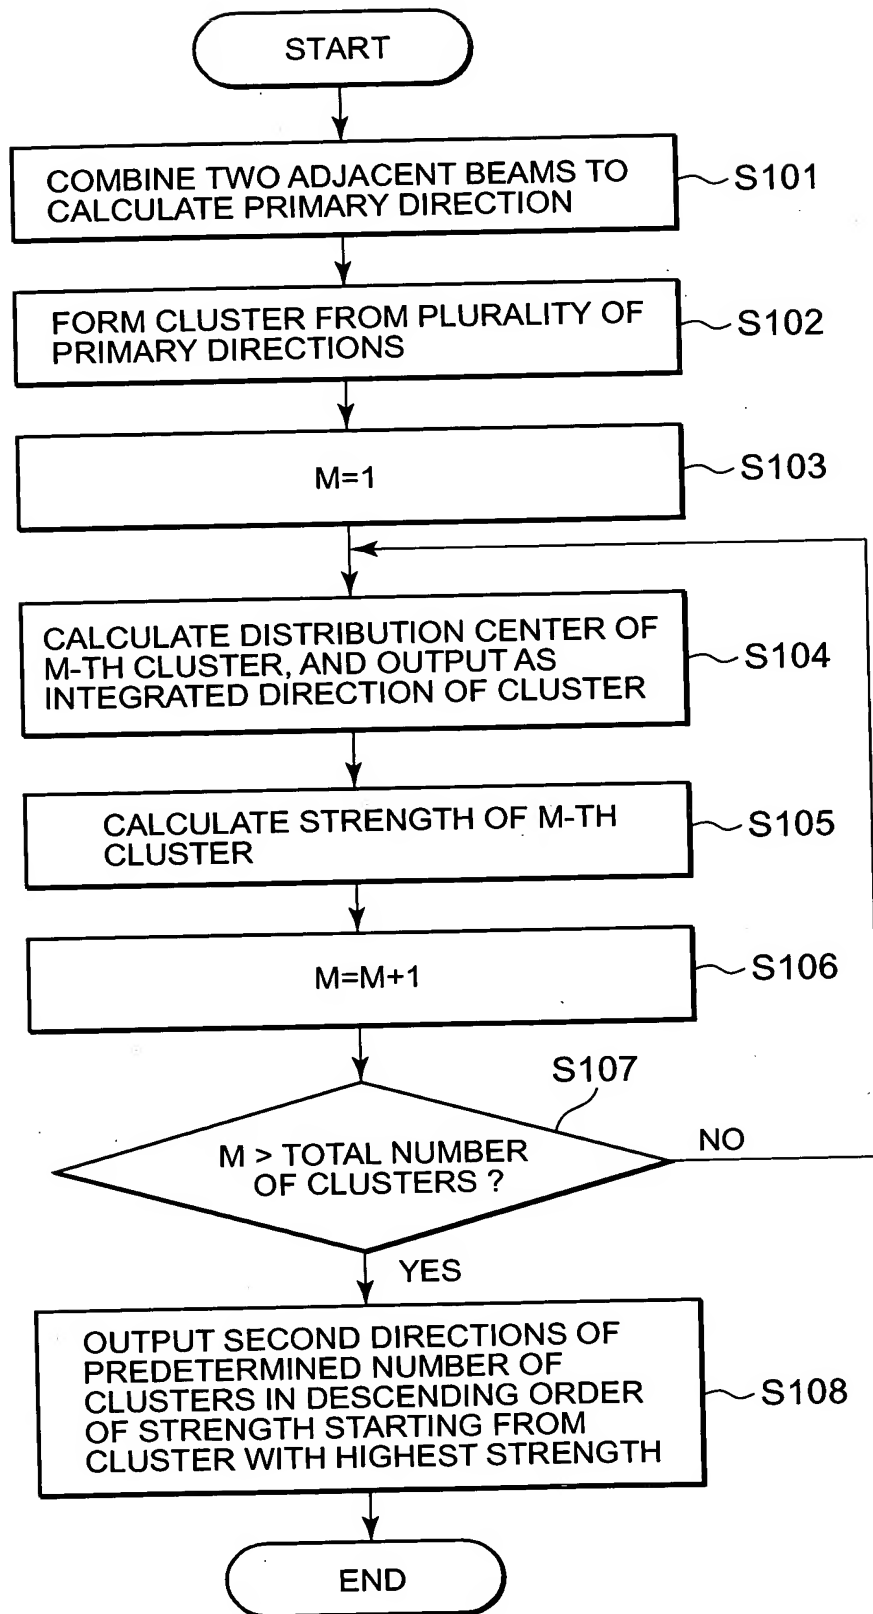 START
COMBINE TWO ADJACENT BEAMS TO
CALCULATE PRIMARY DIRECTION
S101
FORM CLUSTER FROM PLURALITY OF
PRIMARY DIRECTIONS
S102
M=1
S103
CALCULATE DISTRIBUTION CENTER OF
M-TH CLUSTER, AND OUTPUT AS
INTEGRATED DIRECTION OF CLUSTER
S104
CALCULATE STRENGTH OF M-TH
CLUSTER
S105
M=M+1
S106
S107
M > TOTAL NUMBER
OF CLUSTERS ?
NO
YES
OUTPUT SECOND DIRECTIONS OF
PREDETERMINED NUMBER OF
CLUSTERS IN DESCENDING ORDER
OF STRENGTH STARTING FROM
CLUSTER WITH HIGHEST STRENGTH
S108
END